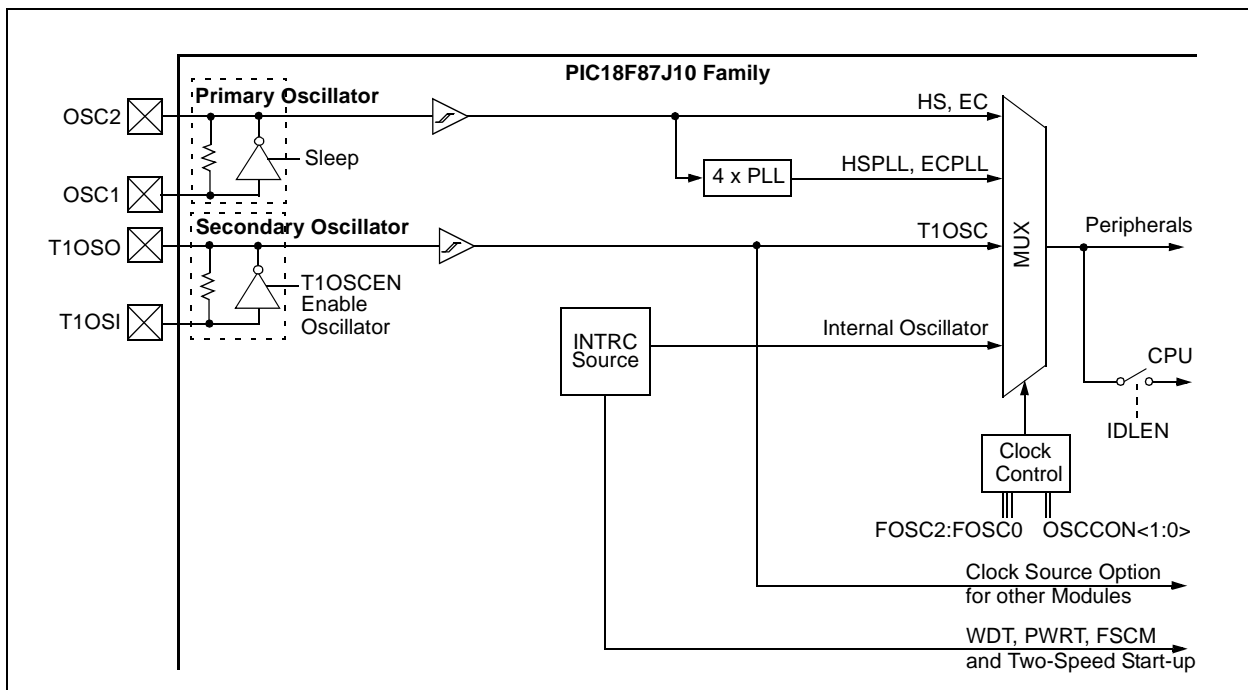 PIC18F87J10 Family
Primary Oscillator
OSC2
HS, EC
Sleep
4 x PLL
HSPLL, ECPLL
OSC1
Secondary Oscillator
T1OSO
T1OSC
MUX
Peripherals
T1OSCEN
Enable
Oscillator
T1OSI
INTRC
Source
Internal Oscillator
CPU
IDLEN
Clock
Control
FOSC2:FOSC0 OSCCON<1:0>
Clock Source Option
for other Modules
WDT, PWRT, FSCM
and Two-Speed Start-up